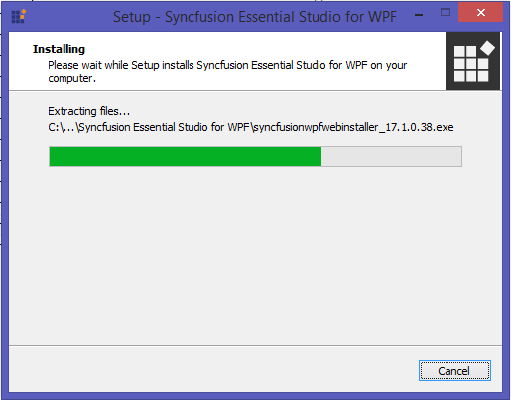 Setup - Syncfusion Essential Studio for WPF
Installing
Please wait while Setup installs Syncfusion Essential Studo for WPF on your
computer.
Extracting files...
C:\...\Syncfusion Essential Studio for WPF\syncfusionwpfwebinstaller_17.1.0.38.exe
Cancel